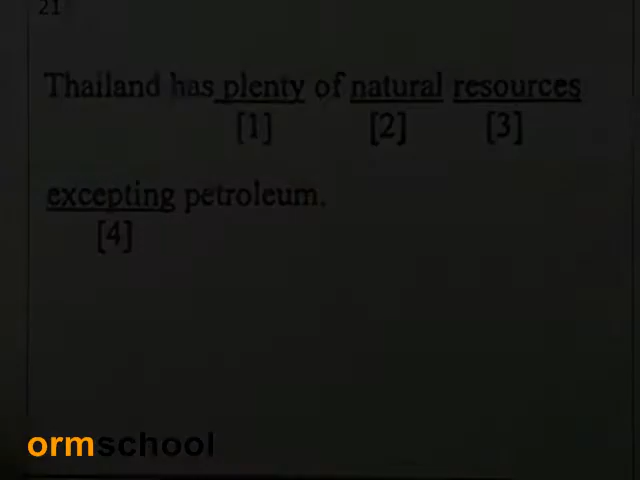 21
Thailand has plenty of natural resources
[1] [2] [3]
excepting petroleum.
[4]
ormschool